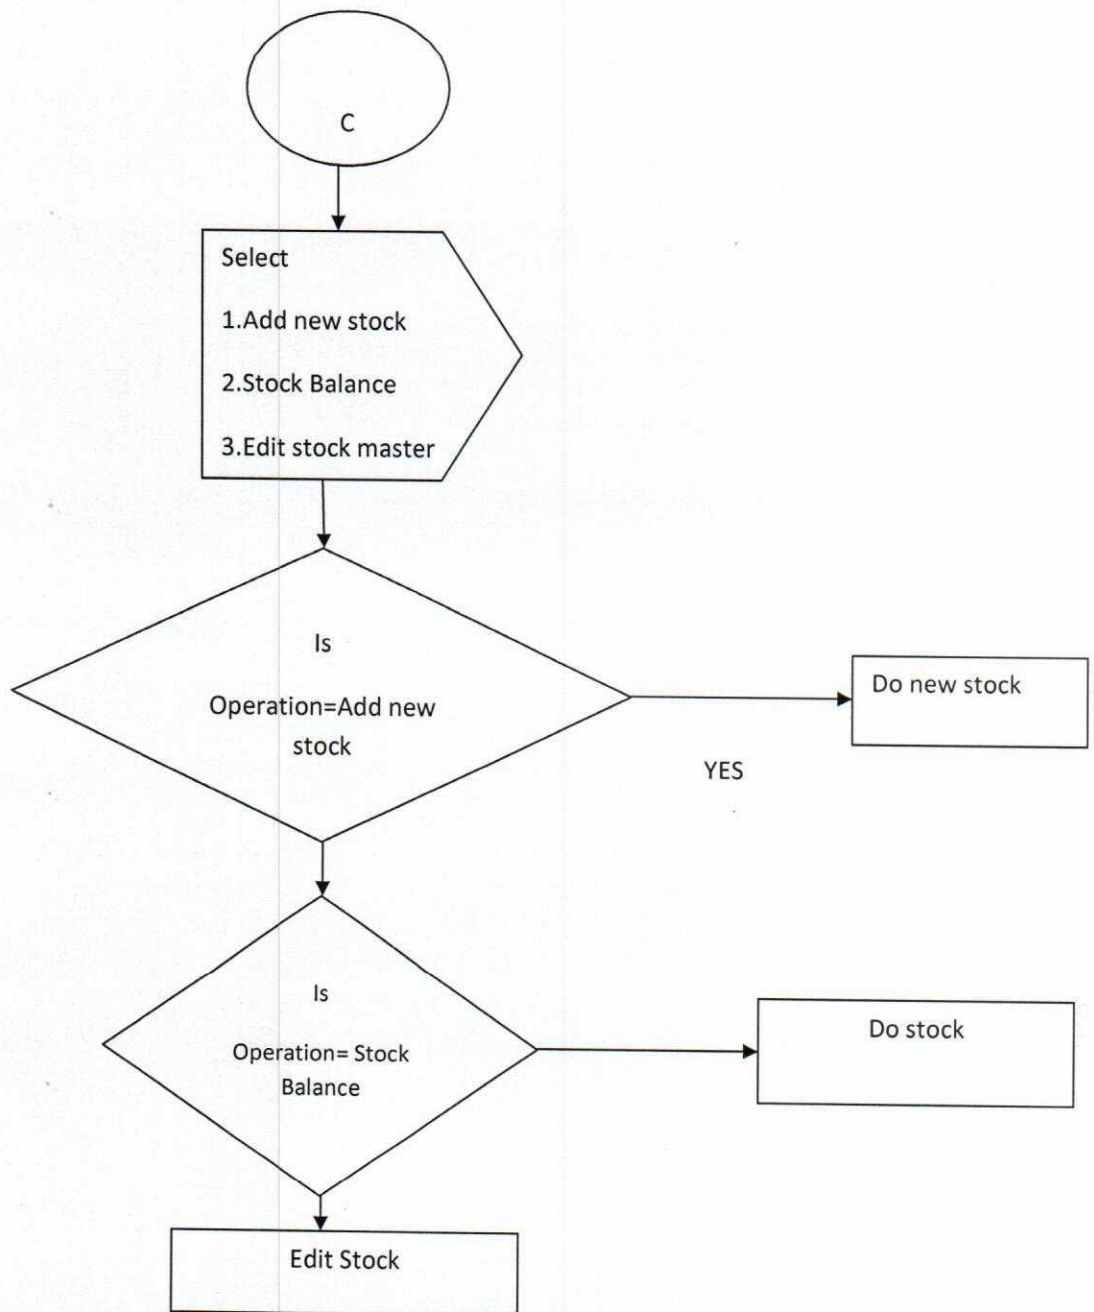 C
Select
1.Add new stock
2.Stock Balance
3.Edit stock master
Is
Operation=Add new
stock
Do new stock
YES
Is
Operation= Stock
Balance
Do stock
Edit Stock